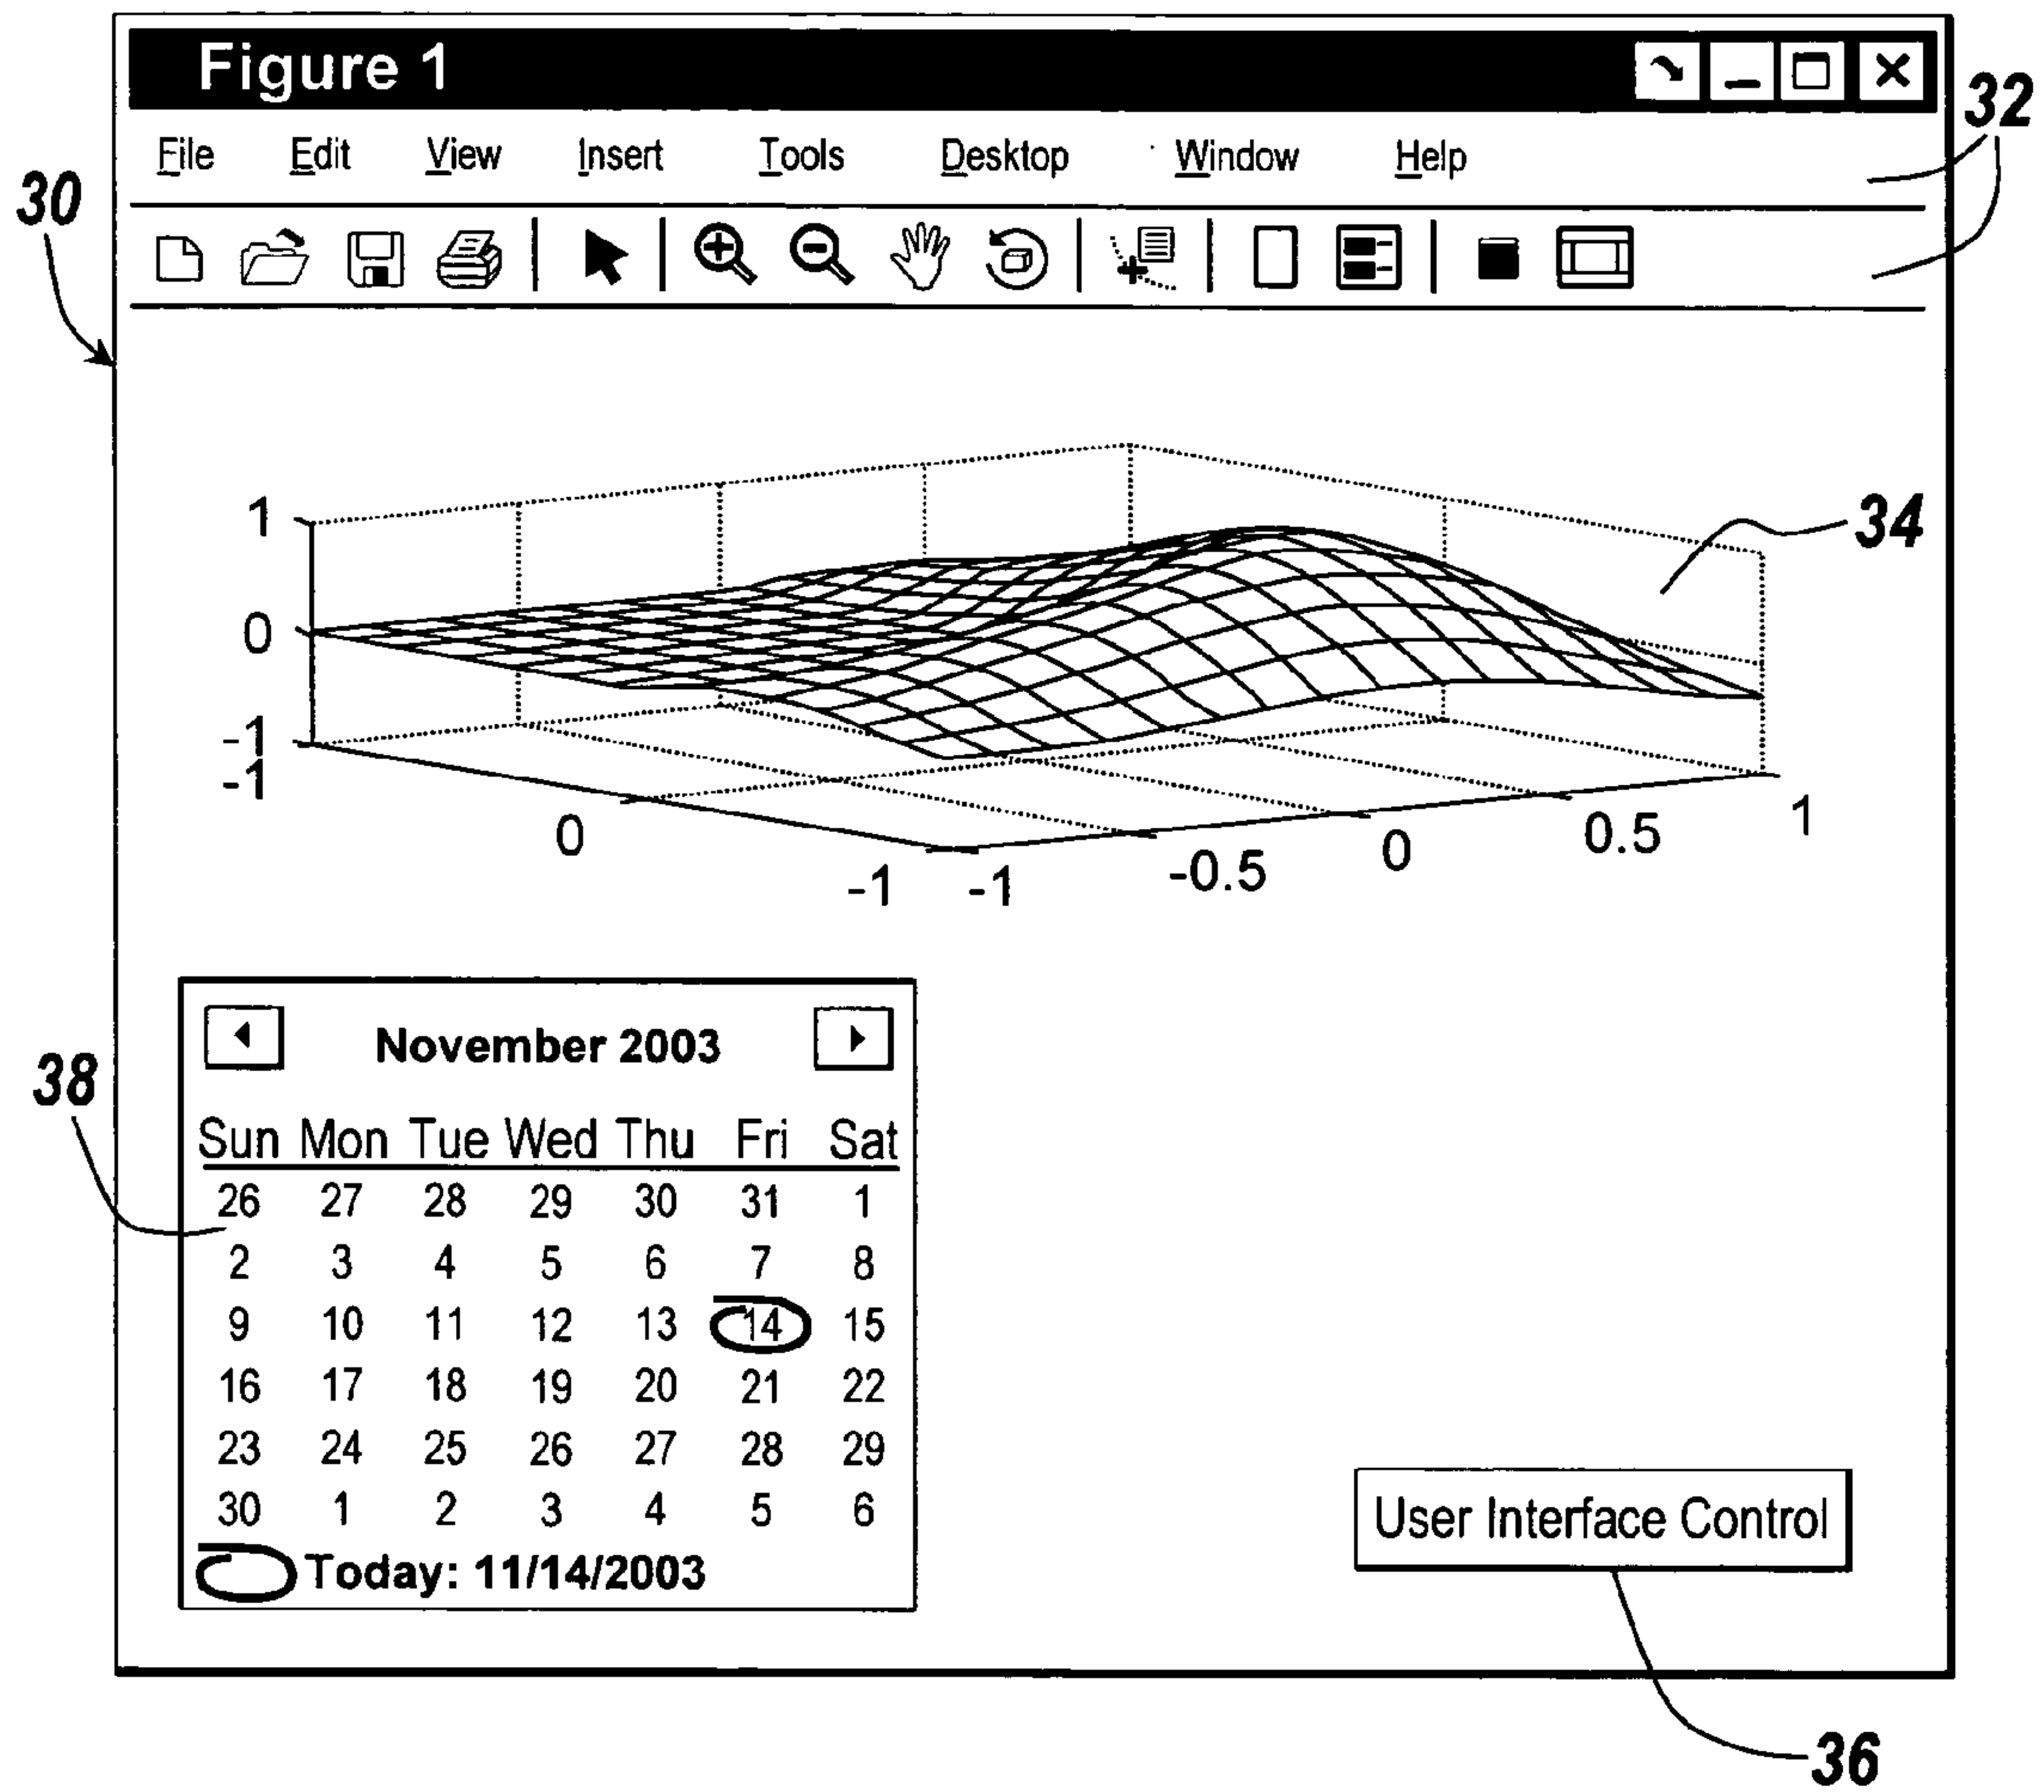 Figure 1
32
File Edit View Insert Tools Desktop Window Help
30
1
34
0
-1
-1
0 -1 -1 -0.5 0 0.5 1
November 2003
38
Sun Mon Tue Wed Thu Fri Sat
26 27 28 29 30 31 1
2 3 4 5 6 7 8
9 10 11 12 13 14 15
16 17 18 19 20 21 22
23 24 25 26 27 28 29
30 1 2 3 4 5 6
Today: 11/14/2003
User Interface Control
36